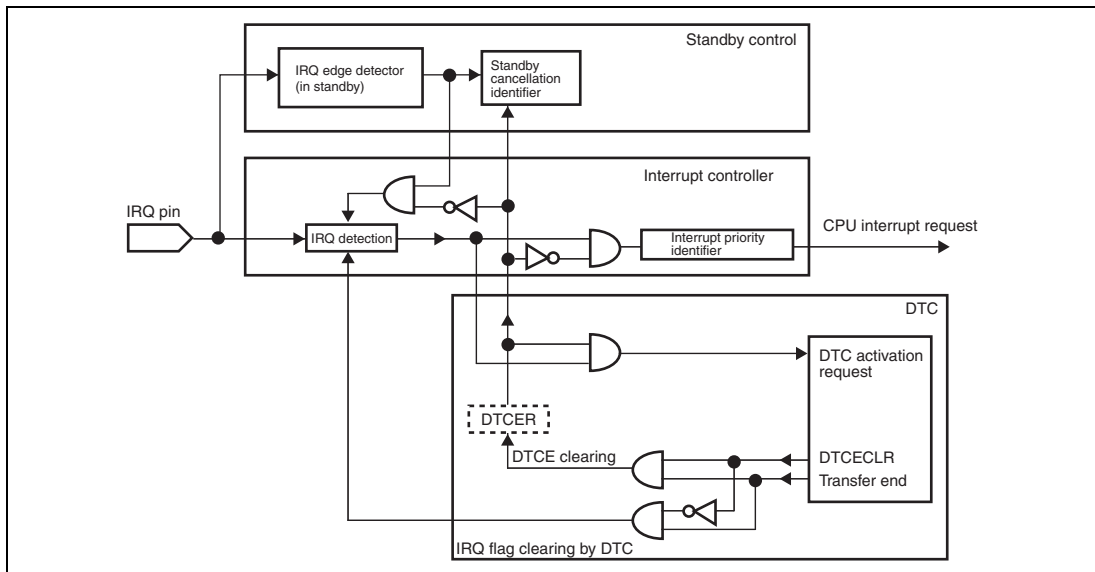 Standby control
IRQ edge detector
(in standby)
Standby
cancellation
identifier
Interrupt controller
IRQ pin
IRQ detection
Interrupt priority
identifier
CPU interrupt request
DTC
DTC activation
request
DTCER
DTCE clearing
DTCECLR
Transfer end
IRQ flag clearing by DTC